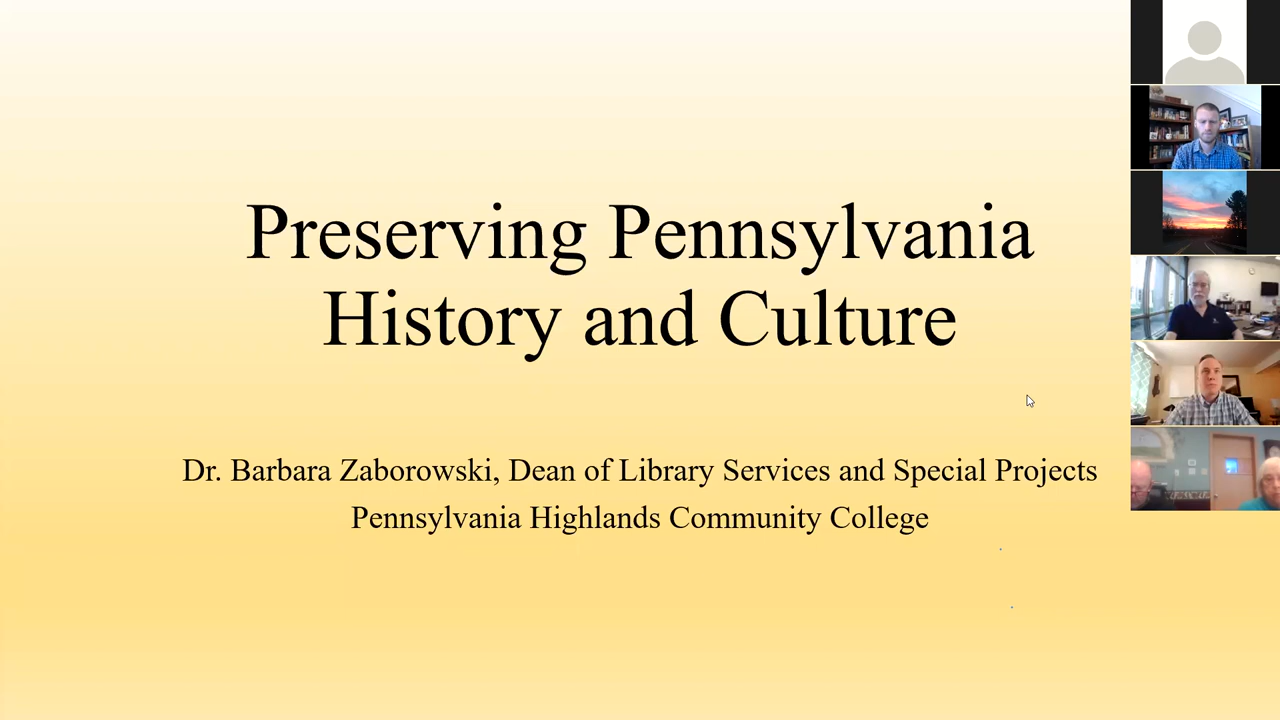 Preserving Pennsylvania
History and Culture
Dr. Barbara Zaborowski, Dean of Library Services and Special Projects
Pennsylvania Highlands Community College